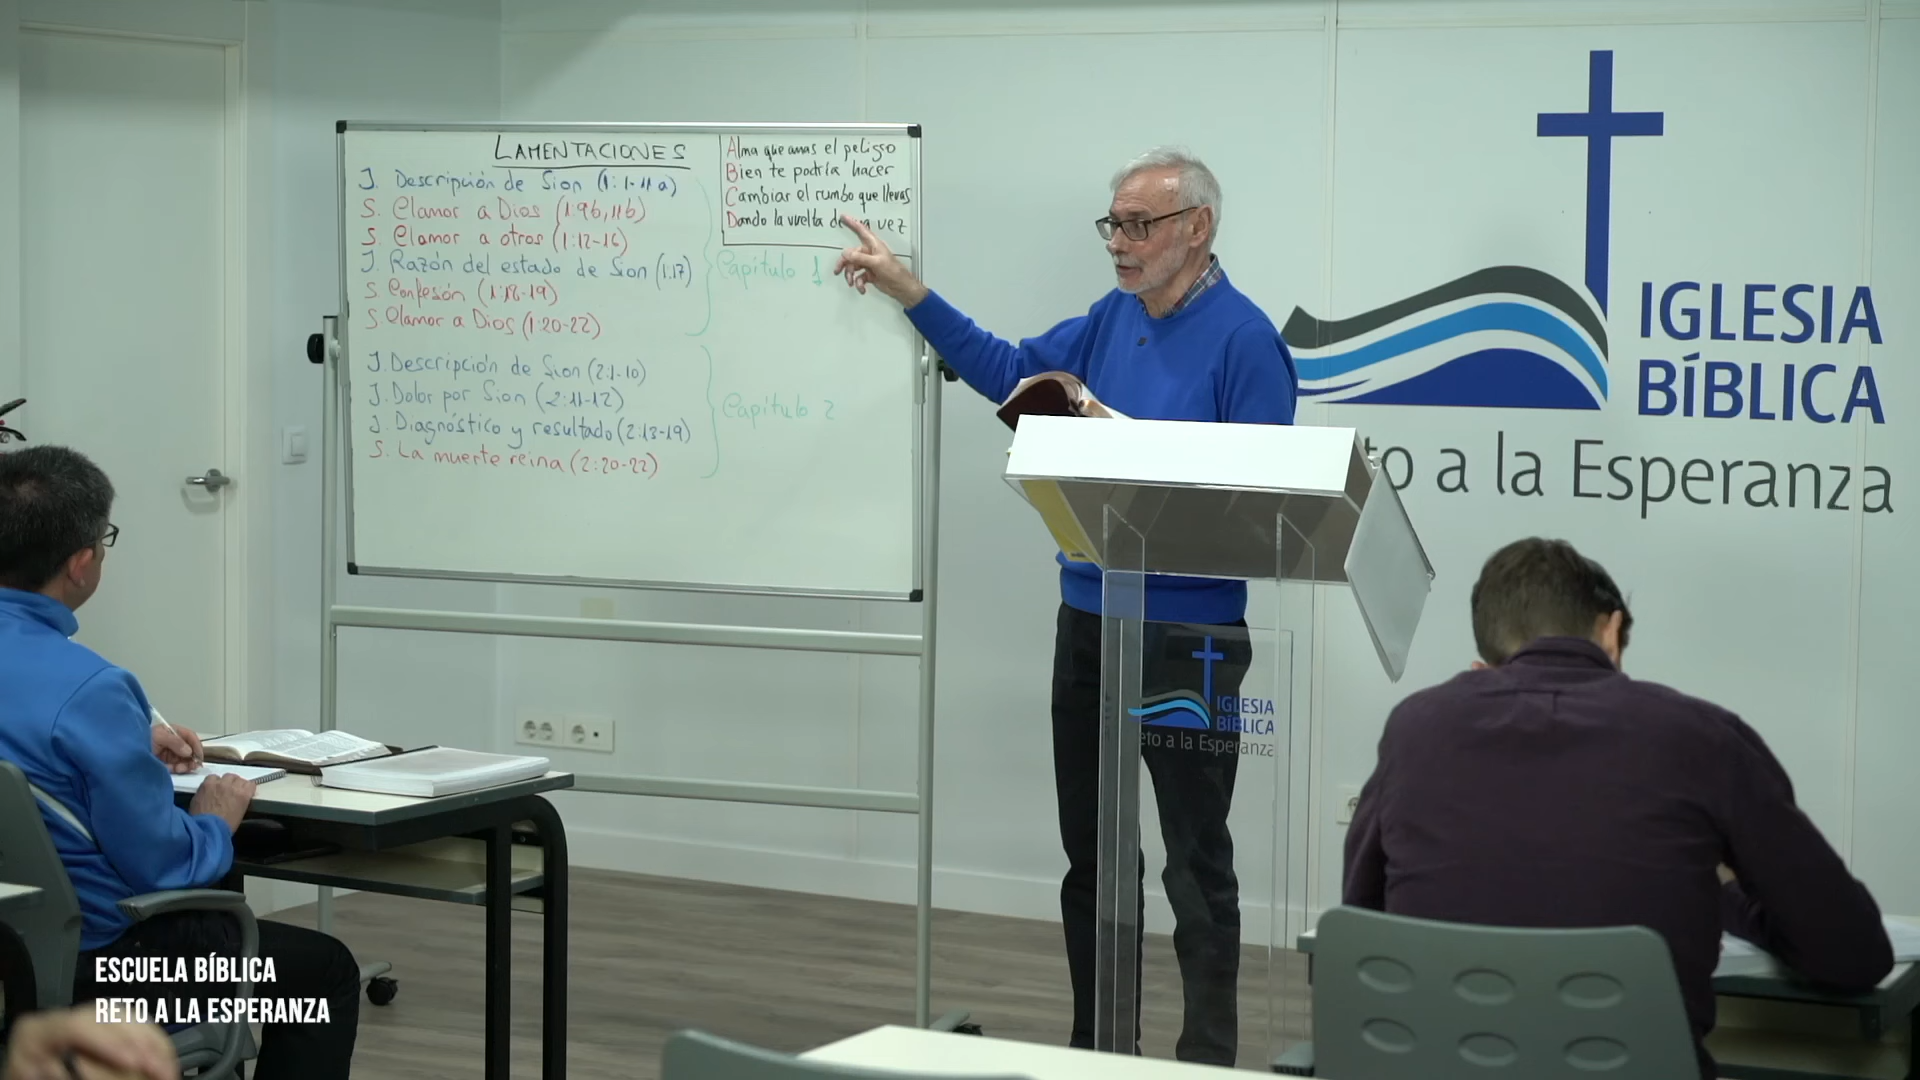 LAMENTACIONES
J. Descripción de Sion (1:1-11a)
S. Clamor a Dios (1:9b, 11b)
S. Clamor a otros (1:12-16)
J. Razón del estado de Sion (1:17)
S. Confesión (1:18-19)
S Clamor a Dios (1:20-22)
Capítulo 1
J. Descripción de Sion (2:1-10)
J. Dolor por Sion (2:11-12)
J. Diagnóstico y resultado (2:13-19)
S. La muerte reina (2:20-22)
Capítulo 2
Alma que amas el peligro
Bien te podría hacer
Cambiar el rumbo que llevas
Dando la vuelta de vez
IGLESIA
BÍBLICA
to a la Esperanza
IGLESIA
BÍBLICA
eto a la Esperanza
ESCUELA BÍBLICA
RETO A LA ESPERANZA